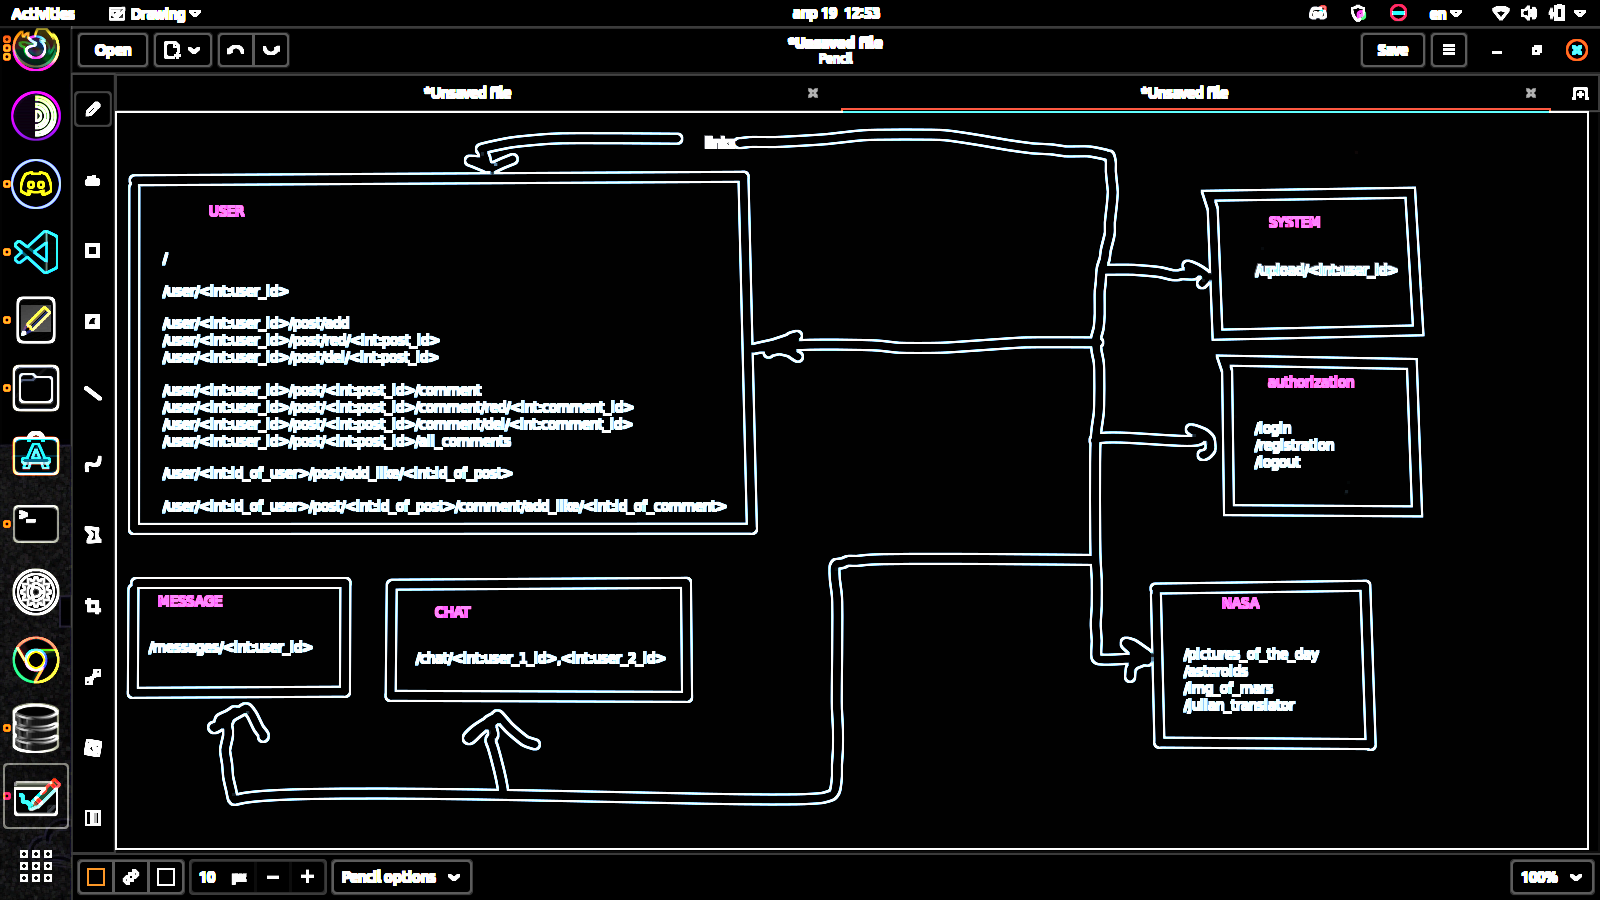 Activities
Drawing
апр 19 12:53
en
Open
*Unsaved file
Pencil
Save
*Unsaved file
*Unsaved file
links
USER
/
/user/<int:user_id>
/user/<int:user_id>/post/add
/user/<int:user_id>/post/red/<int:post_id>
/user/<int:user_id>/post/del/<int:post_id>
/user/<int:user_id>/post/<int:post_id>/comment
/user/<int:user_id>/post/<int:post_id>/comment/red/<int:comment_id>
/user/<int:user_id>/post/<int:post_id>/comment/del/<int:comment_id>
/user/<int:user_id>/post/<int:post_id>/all_comments
/user/<int:id_of_user>/post/add_like/<int:id_of_post>
/user/<int:id_of_user>/post/<int:id_of_post>/comment/add_like/<int:id_of_comment>
SYSTEM
/upload/<int:user_id>
authorization
/login
/registration
/logout
MESSAGE
/messages/<int:user_id>
CHAT
/chat/<int:user_1_id>,<int:user_2_id>
NASA
/pictures_of_the_day
/asteroids
/img_of_mars
/julian_translator
10 px
Pencil options
100%